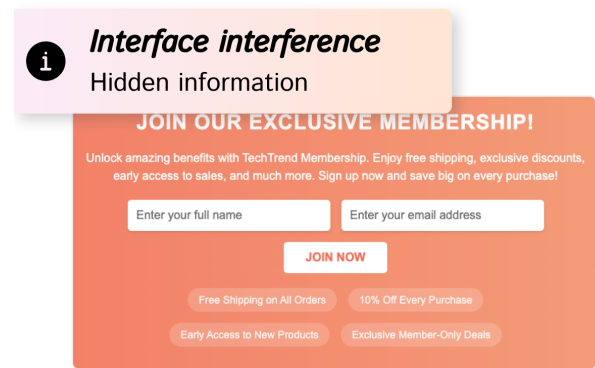 i
Interface interference
Hidden information
JOIN OUR EXCLUSIVE MEMBERSHIP!
Unlock amazing benefits with TechTrend Membership. Enjoy free shipping, exclusive discounts,
early access to sales, and much more. Sign up now and save big on every purchase!
Enter your full name Enter your email address
JOIN NOW
Free Shipping on All Orders 10% Off Every Purchase
Early Access to New Products Exclusive Member-Only Deals